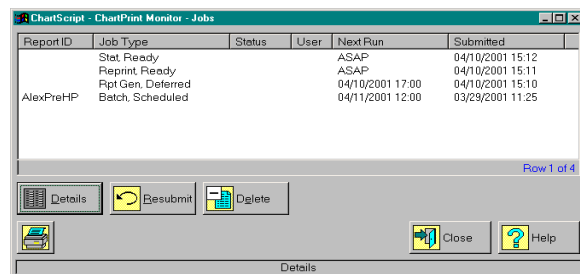 ChartScript - ChartPrint Monitor - Jobs
Report ID Job Type Status User Next Run Submitted
Stat, Ready ASAP 04/10/2001 15:12
Reprint, Ready ASAP 04/10/2001 15:11
Rpt Gen, Deferred 04/10/2001 17:00 04/10/2001 15:10
AlexPreHP Batch, Scheduled 04/11/2001 12:00 03/29/2001 11:25
Row 1 of 4
Details Resubmit Delete
Close Help
Details